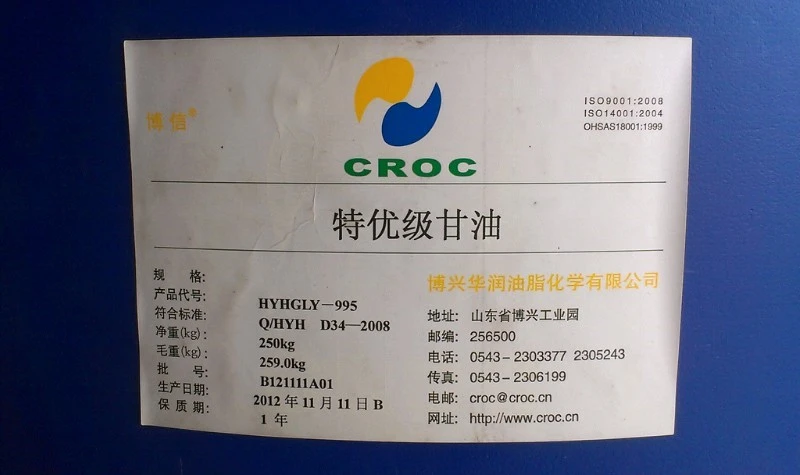 博信®
ISO9001:2008
ISO14001:2004
OHSAS18001:1999
CROC
特优级甘油
规 格:
产品代号: HYHGLY-995
符合标准: Q/HYH D34-2008
净重(kg): 250kg
毛重(kg): 259.0kg
批 号: B121111A01
生产日期: 2012 年 11 月 11 日 B
保 质 期: 1 年
博兴华润油脂化学有限公司
地址: 山东省博兴工业园
邮编: 256500
电话: 0543-2303377 2305243
传真: 0543-2306199
电邮: croc@croc.cn
网址: http://www.croc.cn